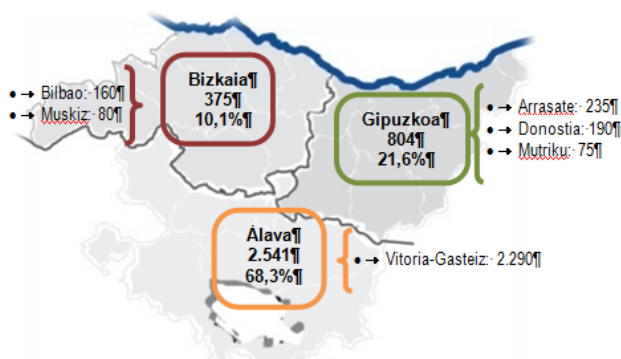 Bizkaia¶
375¶
10,1%¶
● → Bilbao:· 160¶
● → Muskiz:· 80¶
Gipuzkoa¶
804¶
21,6%¶
● → Arrasate:· 235¶
● → Donostia:· 190¶
● → Mutriku:· 75¶
Álava¶
2.541¶
68,3%¶
● → Vitoria-Gasteiz:· 2.290¶